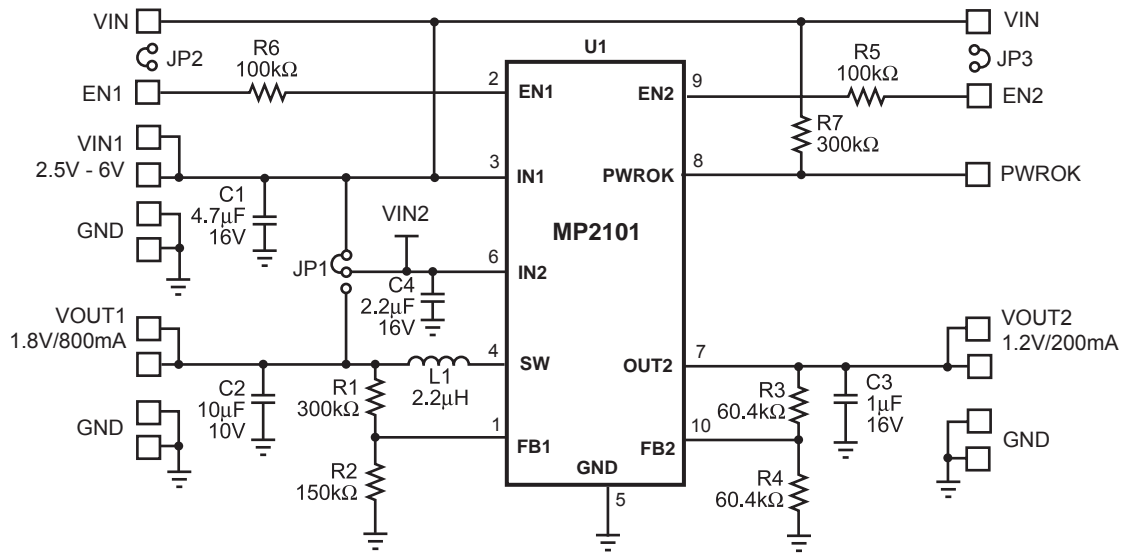 VIN
JP2
EN1
R6
100kΩ
VIN1
2.5V - 6V
C1
4.7μF
16V
GND
JP1
VIN2
C4
2.2μF
16V
VOUT1
1.8V/800mA
C2
10μF
10V
R1
300kΩ
L1
2.2μH
GND
R2
150kΩ
U1
MP2101
2
EN1
3
IN1
6
IN2
4
SW
1
FB1
GND
5
9
EN2
8
PWROK
7
OUT2
10
FB2
VIN
JP3
R5
100kΩ
EN2
R7
300kΩ
PWROK
VOUT2
1.2V/200mA
R3
60.4kΩ
C3
1μF
16V
GND
R4
60.4kΩ